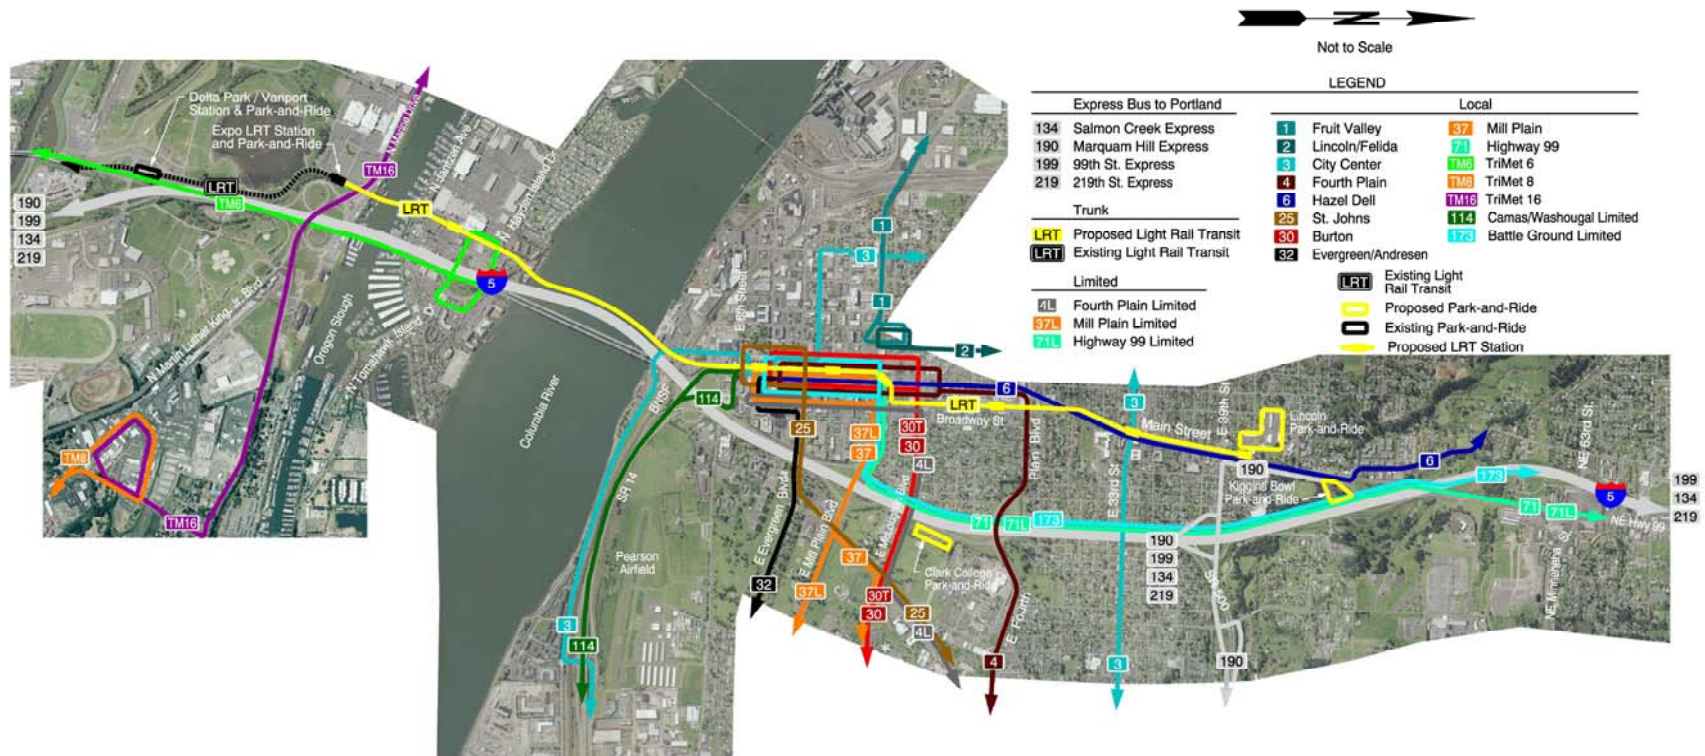 Not to Scale
LEGEND
Express Bus to Portland
134 Salmon Creek Express
190 Marquam Hill Express
199 99th St. Express
219 219th St. Express
Trunk
LRT Proposed Light Rail Transit
LRT Existing Light Rail Transit
Limited
4L Fourth Plain Limited
37L Mill Plain Limited
71L Highway 99 Limited
Local
1 Fruit Valley
2 Lincoln/Felida
3 City Center
4 Fourth Plain
6 Hazel Dell
25 St. Johns
30 Burton
32 Evergreen/Andresen
37 Mill Plain
71 Highway 99
TM6 TriMet 6
TM8 TriMet 8
TM16 TriMet 16
114 Camas/Washougal Limited
173 Battle Ground Limited
LRT Existing Light
Rail Transit
Proposed Park-and-Ride
Existing Park-and-Ride
Proposed LRT Station
Delta Park / Vanport
Station & Park-and-Ride
Expo LRT Station
and Park-and-Ride
TM16
LRT
TM6
LRT
190
199
134
219
N Martin Luther King Jr. Blvd
Oregon Slough
N Tomahawk Island D
N Jantzen Ave
5
TM8
TM16
Columbia River
BNSF
SR 14
114
Pearson
Airfield
3
114
1
3
1
2
25
37L
37
30T
30
4L
LRT
Broadway St
6
E Evergreen Blvd
E Mill Plain Blvd
Plain Blvd
E Fourth
32
37L
37
30T
30
25
4L
4
71
71L
173
Clark College
Park-and-Ride
3
E 33rd St
3
Main Street
E 39th St
Lincoln
Park-and-Ride
190
Kiggins Bowl
Park-and-Ride
6
173
190
199
134
219
190
71
71L
NE 63rd St.
5
NE Hwy 99
199
134
219